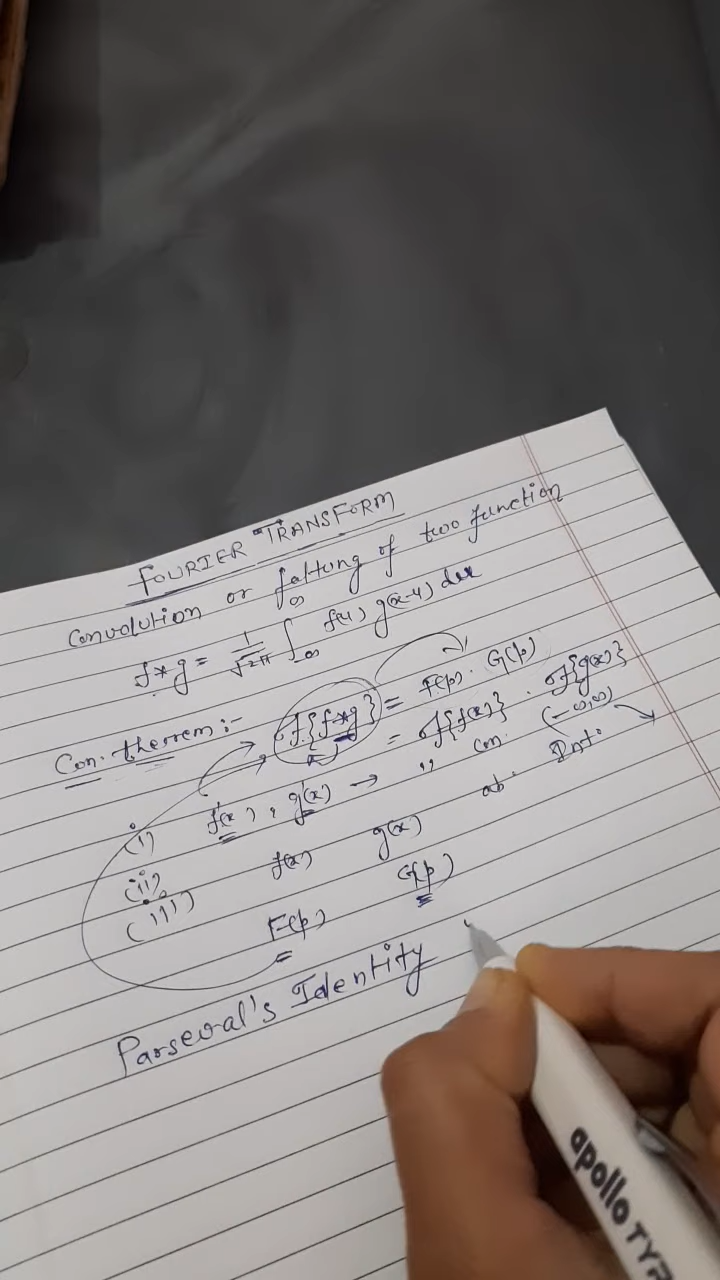 FOURIER TRANSFORM
Convolution or faltung of two function
f*g = 1/√2π ∫_-∞^∞ f(u) g(x-u) du
Con. theorem :- F{f*g} = F(p) · G(p)
= F{f(x)} · F{g(x)}
(i) f(x), g(x) → ,, con. (-∞,∞)
(ii) f(x) g(x) ab. Int.
(iii) F(p) G(p)
Parseval's Identity
apollo TYP